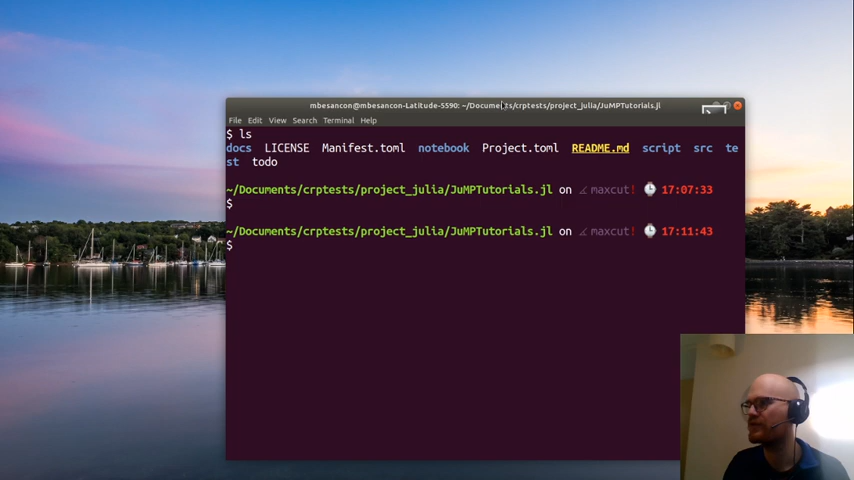 mbesancon@mbesancon-Latitude-5590: ~/Documents/crptests/project_julia/JuMPTutorials.jl
File Edit View Search Terminal Help
$ ls
docs LICENSE Manifest.toml notebook Project.toml README.md script src te
st todo
~/Documents/crptests/project_julia/JuMPTutorials.jl on maxcut! 17:07:33
$
~/Documents/crptests/project_julia/JuMPTutorials.jl on maxcut! 17:11:43
$